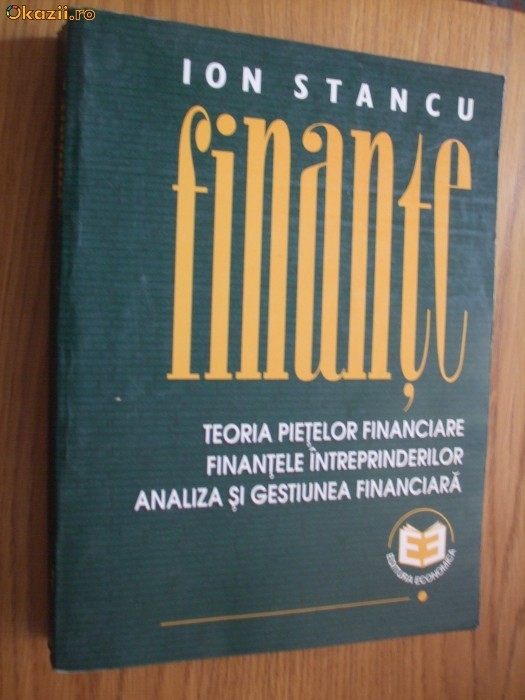 Okazii.ro
ION STANCU
finanțe
TEORIA PIEȚELOR FINANCIARE
FINANȚELE ÎNTREPRINDERILOR
ANALIZA ȘI GESTIUNEA FINANCIARĂ
EDITURA ECONOMICĂ